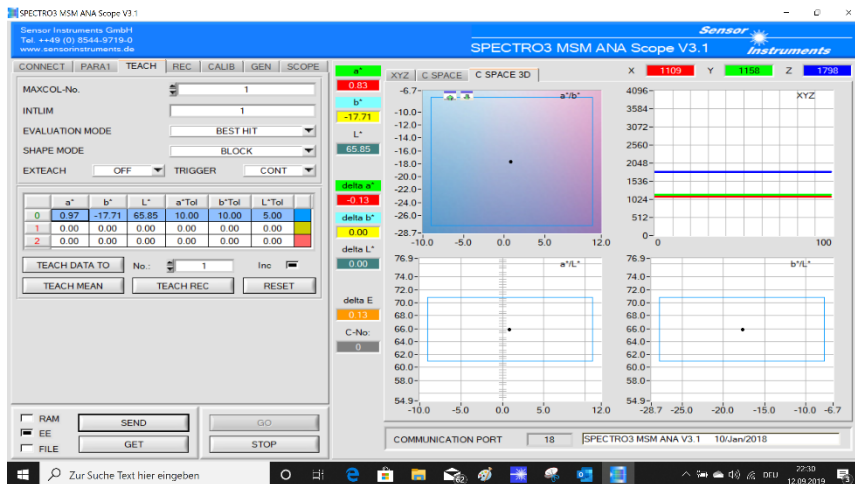 SPECTRO3 MSM ANA Scope V3.1
Sensor Instruments GmbH
Tel. ++49 (0) 8544-9719-0
www.sensorinstruments.de
SPECTRO3 MSM ANA Scope V3.1
Sensor Instruments
CONNECT PARA1 TEACH REC CALIB GEN SCOPE
MAXCOL-No. 1
INTLIM 1
EVALUATION MODE BEST HIT
SHAPE MODE BLOCK
EXTEACH OFF TRIGGER CONT
a* b* L* a*Tol b*Tol L*Tol
0 0.97 -17.71 65.85 10.00 10.00 5.00
1 0.00 0.00 0.00 0.00 0.00 0.00
2 0.00 0.00 0.00 0.00 0.00 0.00
TEACH DATA TO No.: 1 Inc
TEACH MEAN TEACH REC RESET
RAM
EE
FILE
SEND GO
GET STOP
a*
0.83
b*
-17.71
L*
65.85
delta a*
-0.13
delta b*
0.00
delta L*
0.00
delta E
0.13
C-No:
0
XYZ C SPACE C SPACE 3D
X 1109 Y 1158 Z 1798
a*/b*
-6.7
-10.0
-12.0
-14.0
-16.0
-18.0
-20.0
-22.0
-24.0
-26.0
-28.7
-10.0 -5.0 0.0 5.0 12.0
XYZ
4096
3584
3072
2560
2048
1536
1024
512
0
0 100
a*/L*
76.9
74.0
72.0
70.0
68.0
66.0
64.0
62.0
60.0
58.0
54.9
-10.0 -5.0 0.0 5.0 12.0
b*/L*
76.9
74.0
72.0
70.0
68.0
66.0
64.0
62.0
60.0
58.0
54.9
-28.7 -25.0 -20.0 -15.0 -10.0 -6.7
COMMUNICATION PORT 18 SPECTRO3 MSM ANA V3.1 10/Jan/2018
Zur Suche Text hier eingeben
62
DEU
22:30
12.09.2019
3